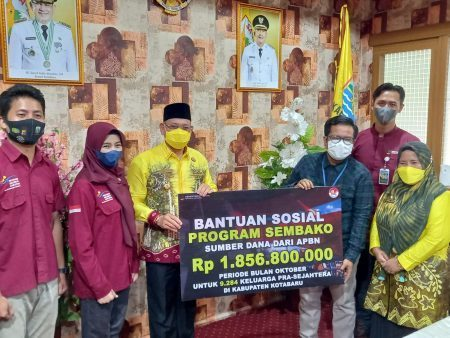 BANTUAN SOSIAL
PROGRAM SEMBAKO
SUMBER DANA DARI APBN
Rp 1.856.800.000
PERIODE BULAN OKTOBER
UNTUK 9.284 KELUARGA PRA-SEJAHTERA
DI KABUPATEN KOTABARU